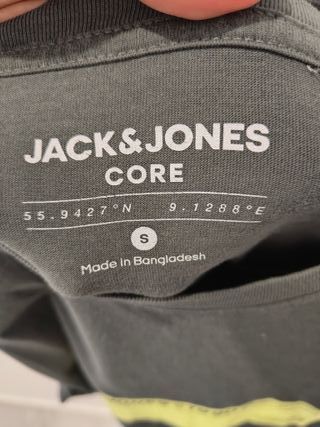 JACK&JONES
CORE
55.9427°N 9.1288°E
S
Made in Bangladesh